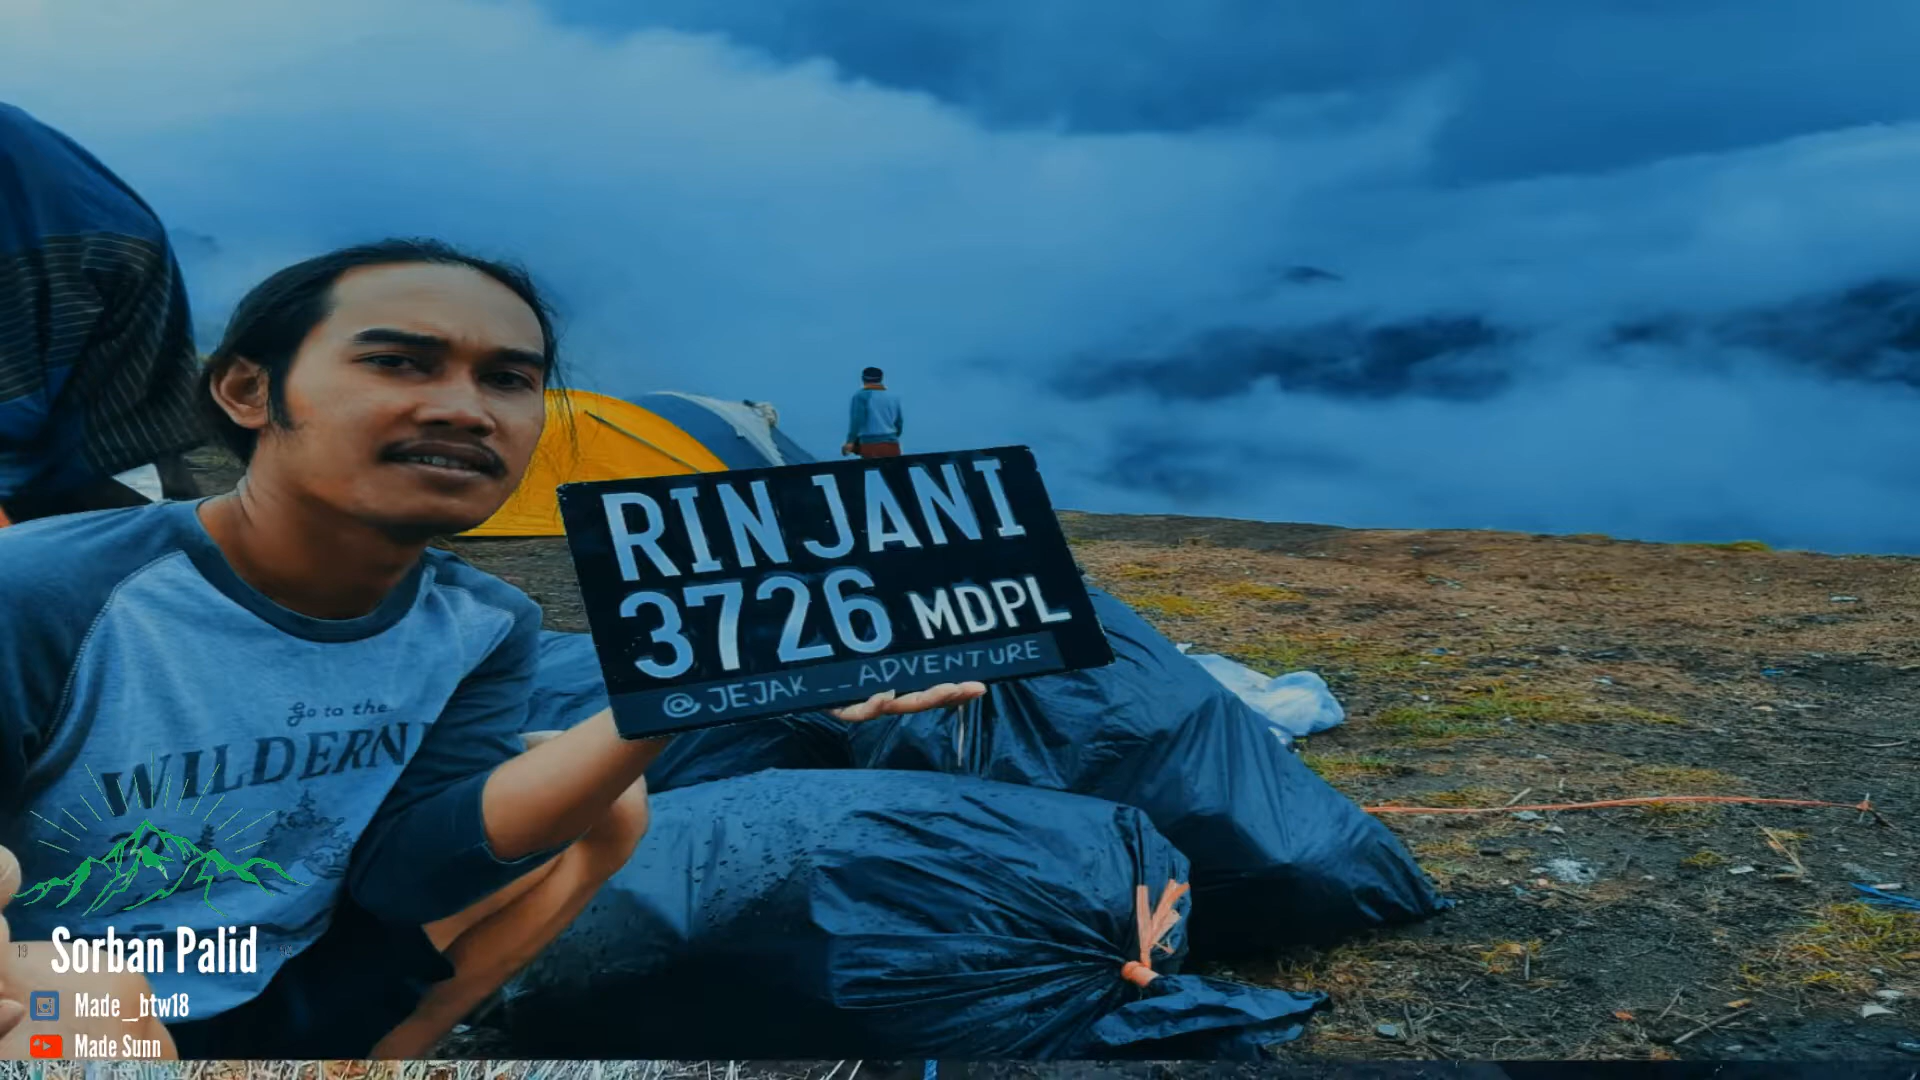 RINJANI
3726 MDPL
@JEJAK__ADVENTURE
Go to the
WILDERN
Sorban Palid
Made_btw18
Made Sunn